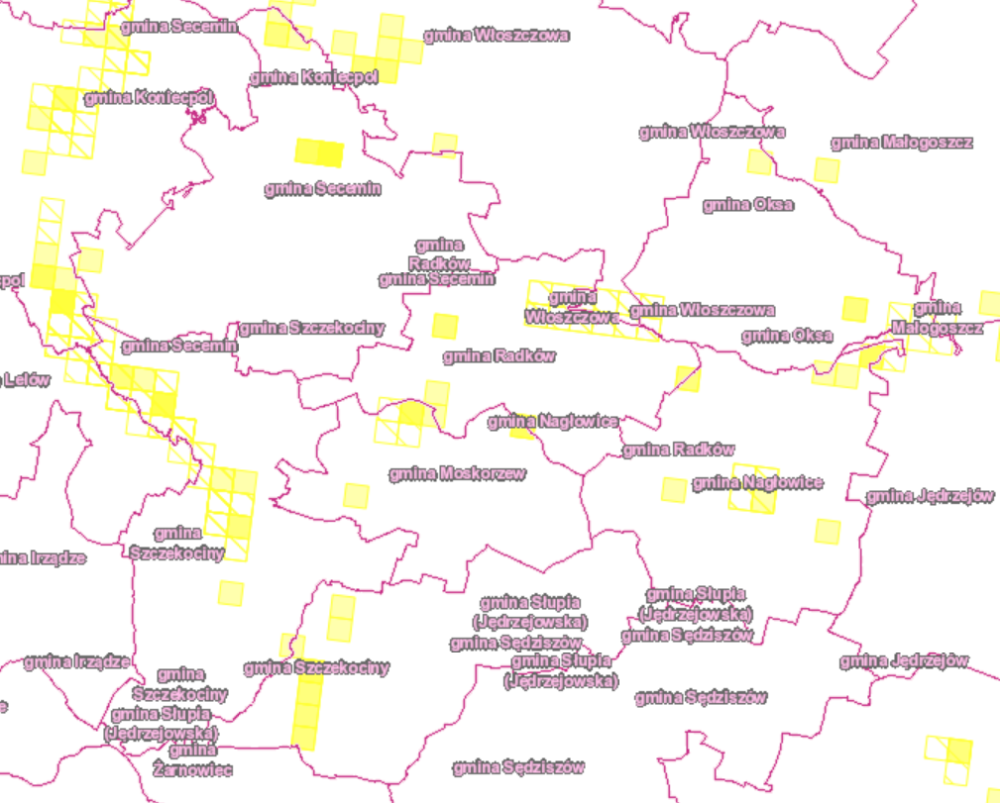 gmina Secemin
gmina Włoszczowa
gmina Koniecpol
gmina Koniecpol
gmina Włoszczowa
gmina Małogoszcz
gmina Secemin
gmina Oksa
gmina
Radków
gmina Secemin
cpol
gmina
Włoszczowa
gmina Włoszczowa
gmina
Małogoszcz
gmina Szczekociny
gmina Oksa
gmina Secemin
gmina Radków
Lelów
gmina Nagłowice
gmina Radków
gmina Moskorzew
gmina Nagłowice
gmina Jędrzejów
gmina
Szczekociny
ina Irządze
gmina Słupia
(Jędrzejowska)
gmina Słupia
(Jędrzejowska)
gmina Sędziszów
gmina Sędziszów
gmina Irządze
gmina Szczekociny
gmina Słupia
(Jędrzejowska)
gmina Jędrzejów
gmina
Szczekociny
gmina Sędziszów
e
gmina Słupia
(Jędrzejowska)
gmina
Żarnowiec
gmina Sędziszów